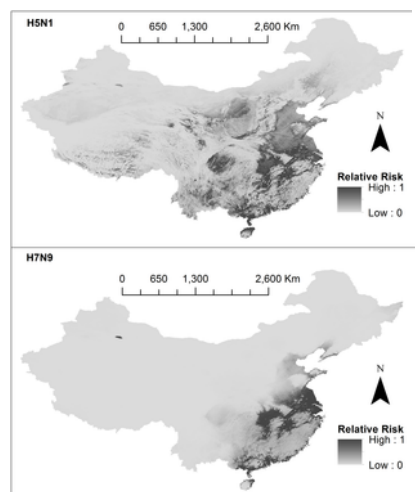 H5N1
0 650 1,300 2,600 Km
N
Relative Risk
High : 1
Low : 0
H7N9
0 650 1,300 2,600 Km
N
Relative Risk
High : 1
Low : 0